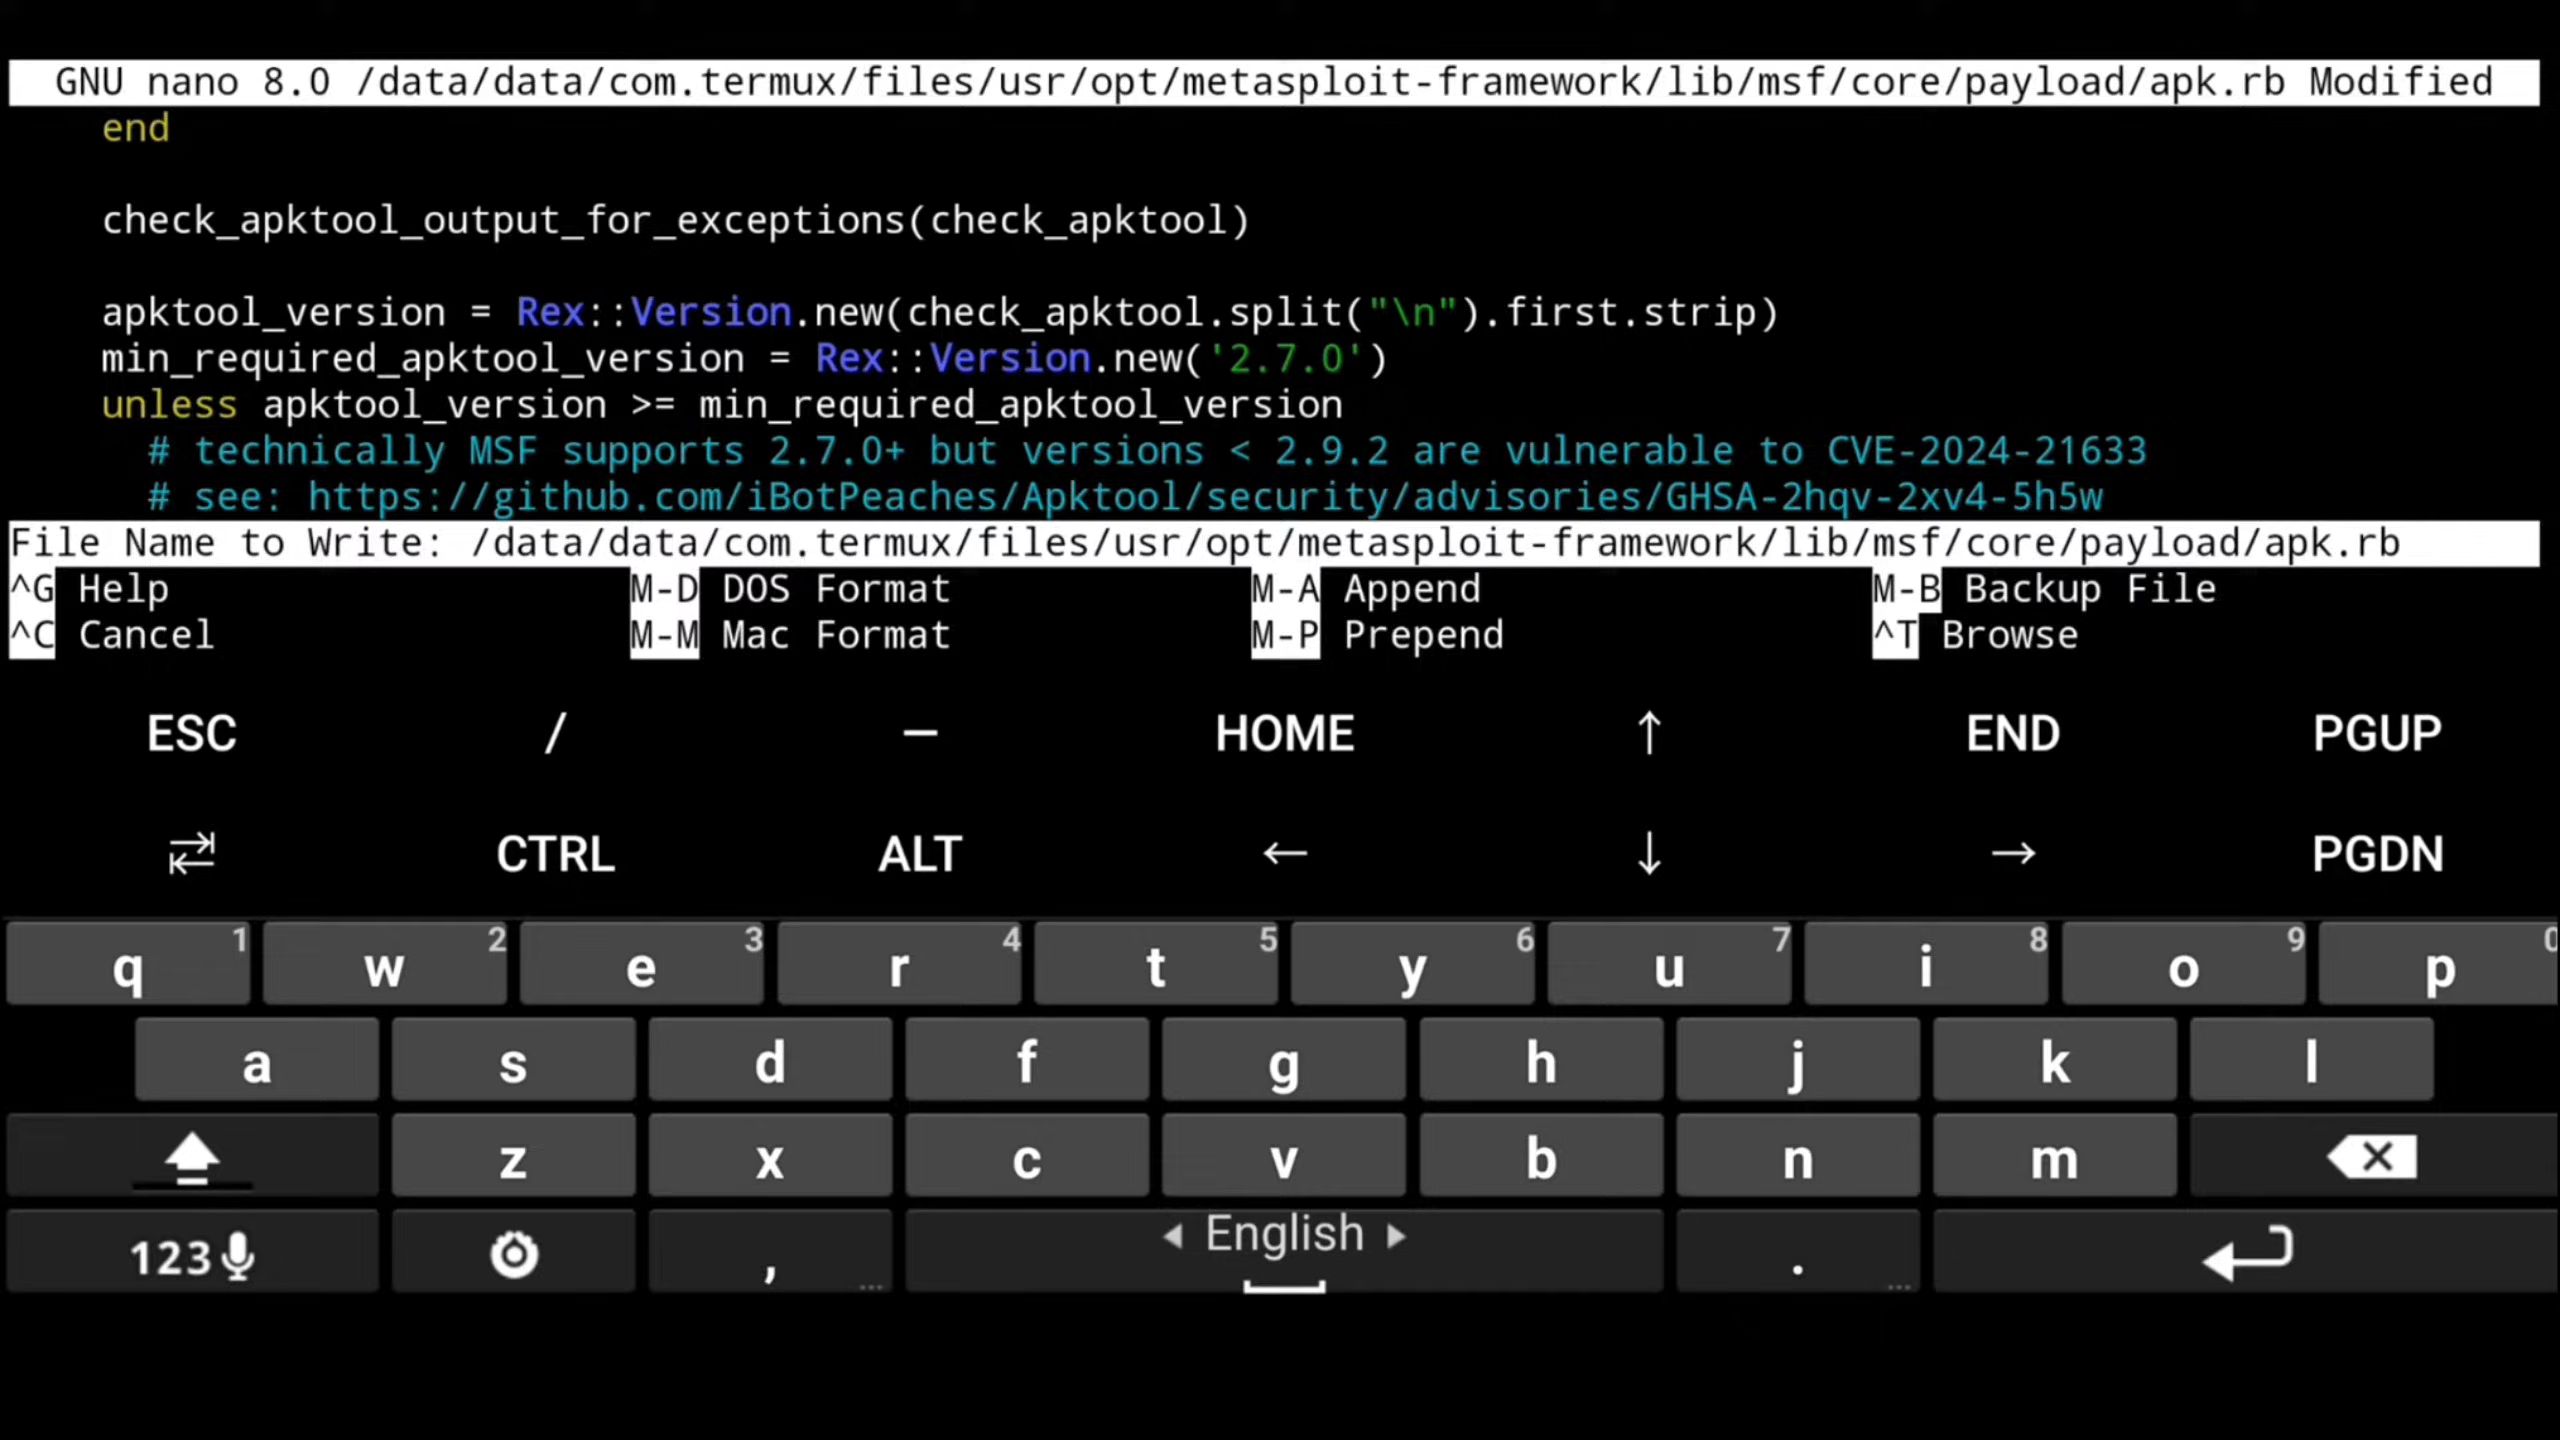 GNU nano 8.0 /data/data/com.termux/files/usr/opt/metasploit-framework/lib/msf/core/payload/apk.rb Modified
end
check_apktool_output_for_exceptions(check_apktool)
apktool_version = Rex::Version.new(check_apktool.split("\n").first.strip)
min_required_apktool_version = Rex::Version.new('2.7.0')
unless apktool_version >= min_required_apktool_version
# technically MSF supports 2.7.0+ but versions < 2.9.2 are vulnerable to CVE-2024-21633
# see: https://github.com/iBotPeaches/Apktool/security/advisories/GHSA-2hqv-2xv4-5h5w
File Name to Write: /data/data/com.termux/files/usr/opt/metasploit-framework/lib/msf/core/payload/apk.rb
^G Help M-D DOS Format M-A Append M-B Backup File
^C Cancel M-M Mac Format M-P Prepend ^T Browse
ESC / — HOME ↑ END PGUP
⇄ CTRL ALT ← ↓ → PGDN
q 1 w 2 e 3 r 4 t 5 y 6 u 7 i 8 o 9 p 0
a s d f g h j k l
z x c v b n m
123 , ... English . ...